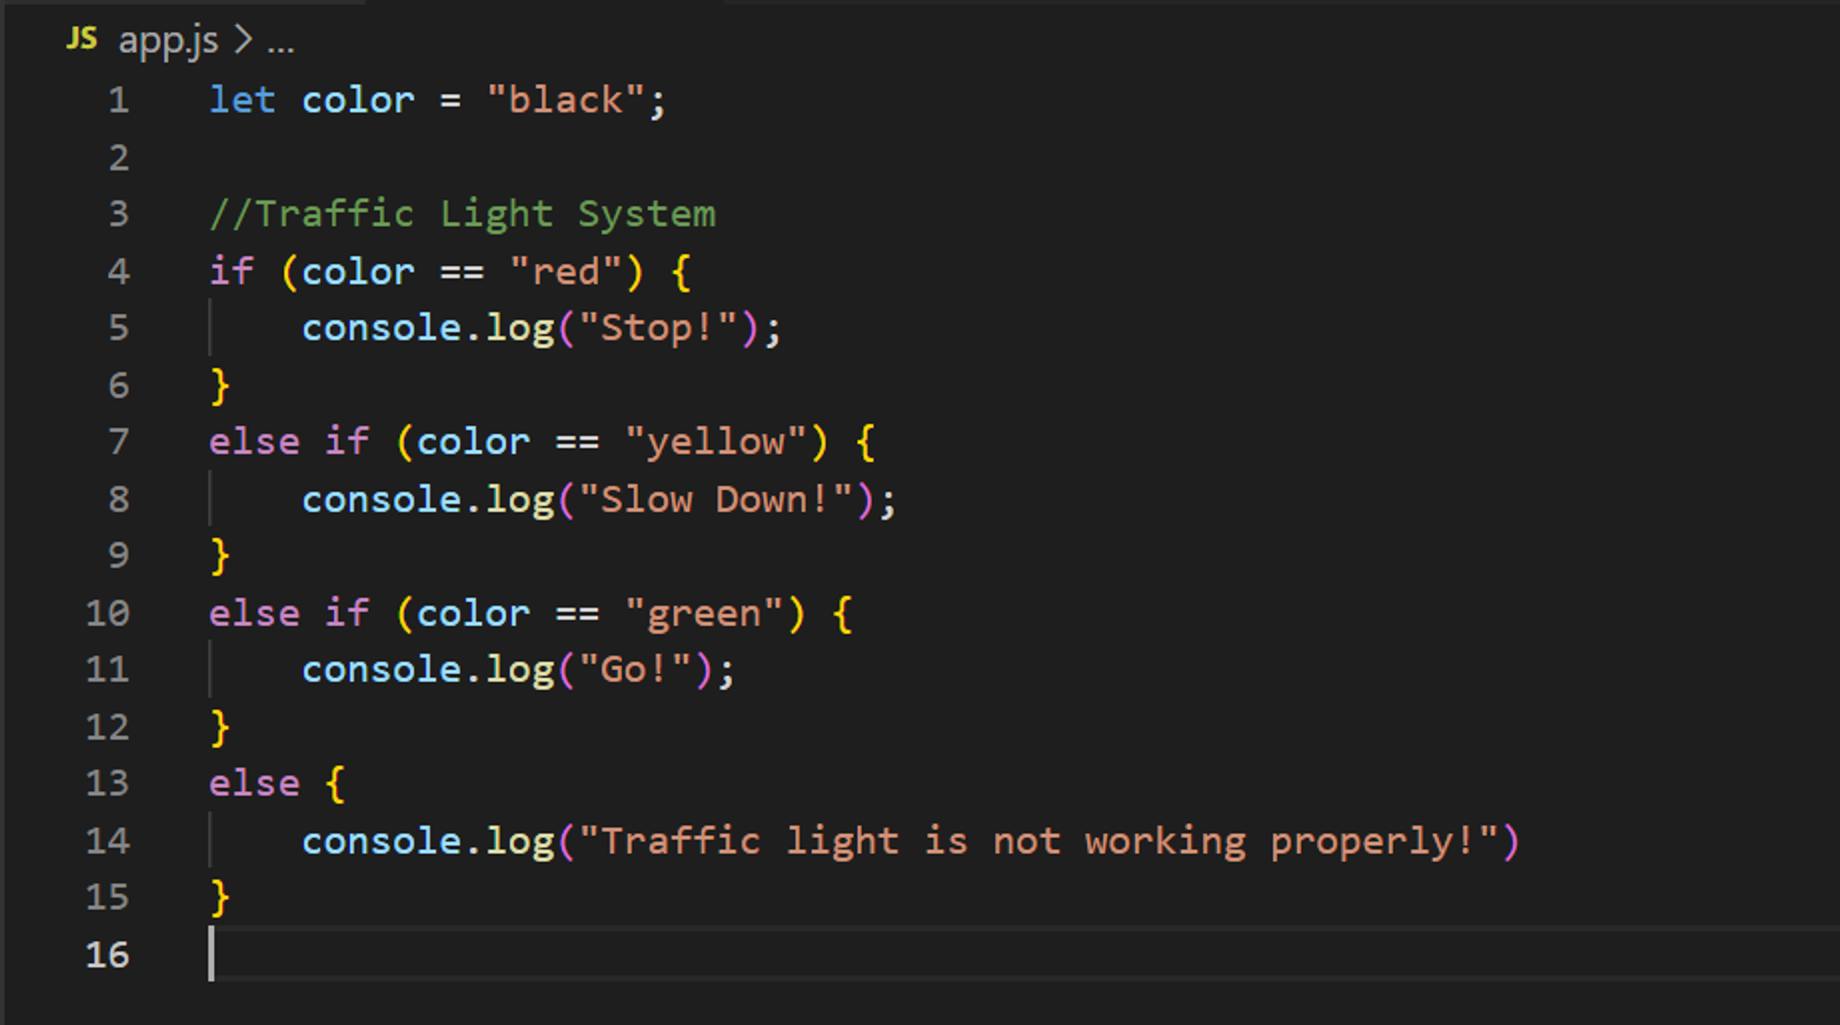 JS app.js > ...
1 let color = "black";
2
3 //Traffic Light System
4 if (color == "red") {
5     console.log("Stop!");
6 }
7 else if (color == "yellow") {
8     console.log("Slow Down!");
9 }
10 else if (color == "green") {
11     console.log("Go!");
12 }
13 else {
14     console.log("Traffic light is not working properly!")
15 }
16